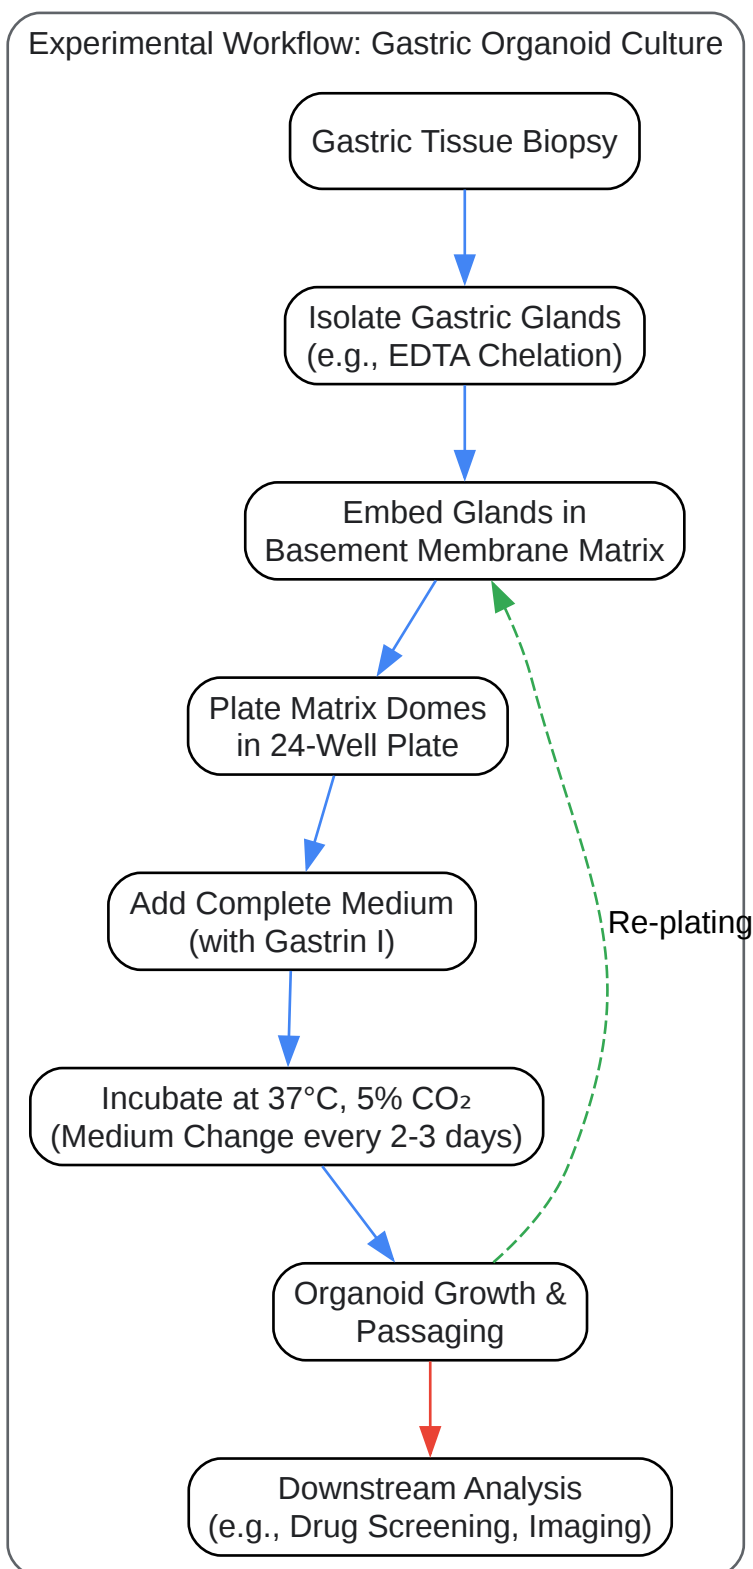 Experimental Workflow: Gastric Organoid Culture
Gastric Tissue Biopsy
Isolate Gastric Glands
(e.g., EDTA Chelation)
Embed Glands in
Basement Membrane Matrix
Plate Matrix Domes
in 24-Well Plate
Add Complete Medium
(with Gastrin I)
Re-plating
Incubate at 37°C, 5% CO₂
(Medium Change every 2-3 days)
Organoid Growth &
Passaging
Downstream Analysis
(e.g., Drug Screening, Imaging)